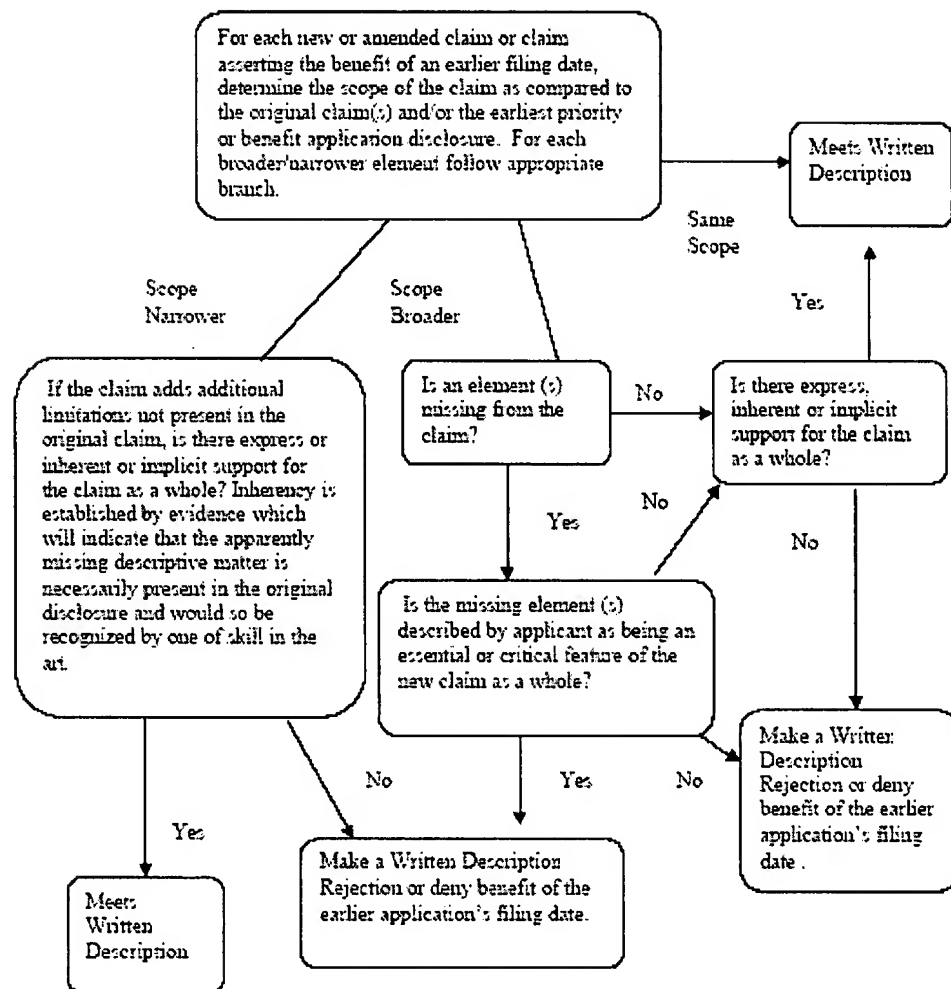 For each new or amended claim or claim
asserting the benefit of an earlier filing date,
determine the scope of the claim as compared to
the original claim(s) and/or the earliest priority
or benefit application disclosure. For each
broader/narrower element follow appropriate
branch.
Meets Written
Description
Same
Scope
Scope
Narrower
Scope
Broader
Yes
If the claim adds additional
limitations not present in the
original claim, is there express or
inherent or implicit support for
the claim as a whole? Inherency is
established by evidence which
will indicate that the apparently
missing descriptive matter is
necessarily present in the original
disclosure and would so be
recognized by one of skill in the
art.
Is an element (s)
missing from the
claim?
No
Is there express,
inherent or implicit
support for the claim
as a whole?
Yes
No
No
Is the missing element (s)
described by applicant as being an
essential or critical feature of the
new claim as a whole?
Make a Written
Description
Rejection or deny
benefit of the earlier
application's filing
date .
No
Yes
No
Yes
Make a Written Description
Rejection or deny benefit of the
earlier application's filing date.
Meets
Written
Description